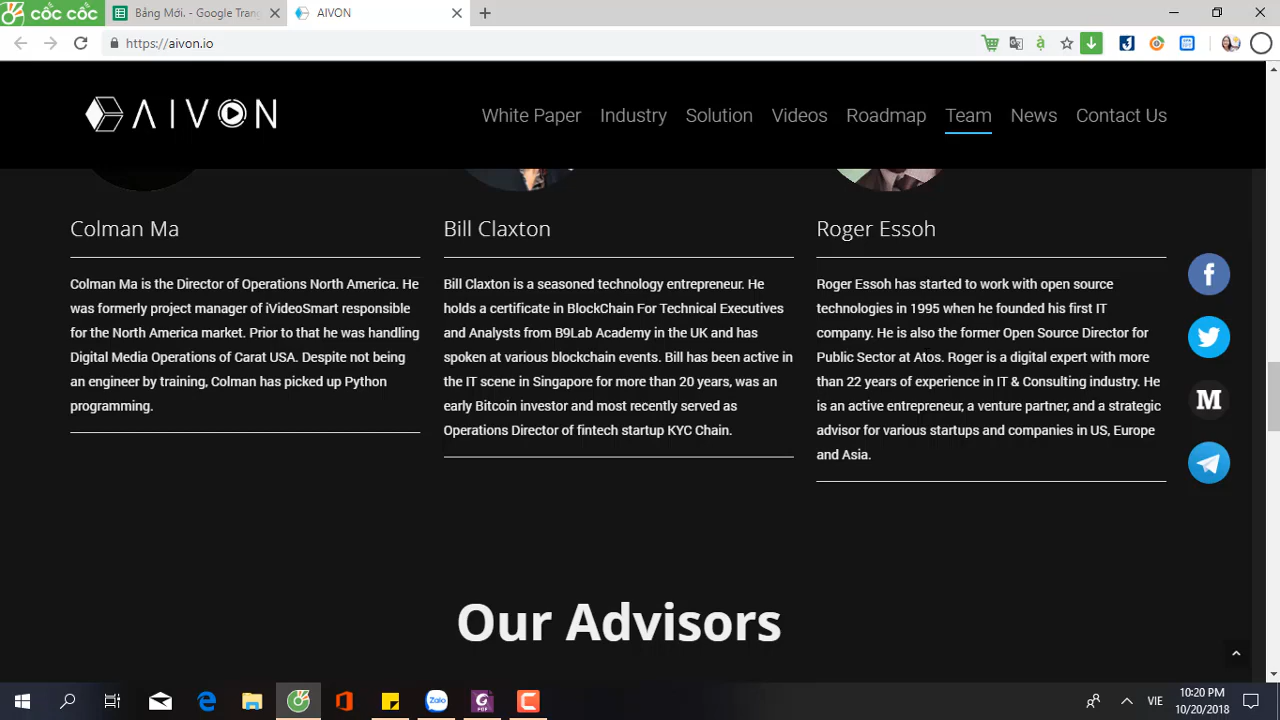 cốc cốc
Bảng Mới. - Google Trang
AIVON
https://aivon.io
AIVON
White Paper
Industry
Solution
Videos
Roadmap
Team
News
Contact Us
Colman Ma
Colman Ma is the Director of Operations North America. He
was formerly project manager of iVideoSmart responsible
for the North America market. Prior to that he was handling
Digital Media Operations of Carat USA. Despite not being
an engineer by training, Colman has picked up Python
programming.
Bill Claxton
Bill Claxton is a seasoned technology entrepreneur. He
holds a certificate in BlockChain For Technical Executives
and Analysts from B9Lab Academy in the UK and has
spoken at various blockchain events. Bill has been active in
the IT scene in Singapore for more than 20 years, was an
early Bitcoin investor and most recently served as
Operations Director of fintech startup KYC Chain.
Roger Essoh
Roger Essoh has started to work with open source
technologies in 1995 when he founded his first IT
company. He is also the former Open Source Director for
Public Sector at Atos. Roger is a digital expert with more
than 22 years of experience in IT & Consulting industry. He
is an active entrepreneur, a venture partner, and a strategic
advisor for various startups and companies in US, Europe
and Asia.
Our Advisors
Zalo
PDF
VIE
10:20 PM
10/20/2018